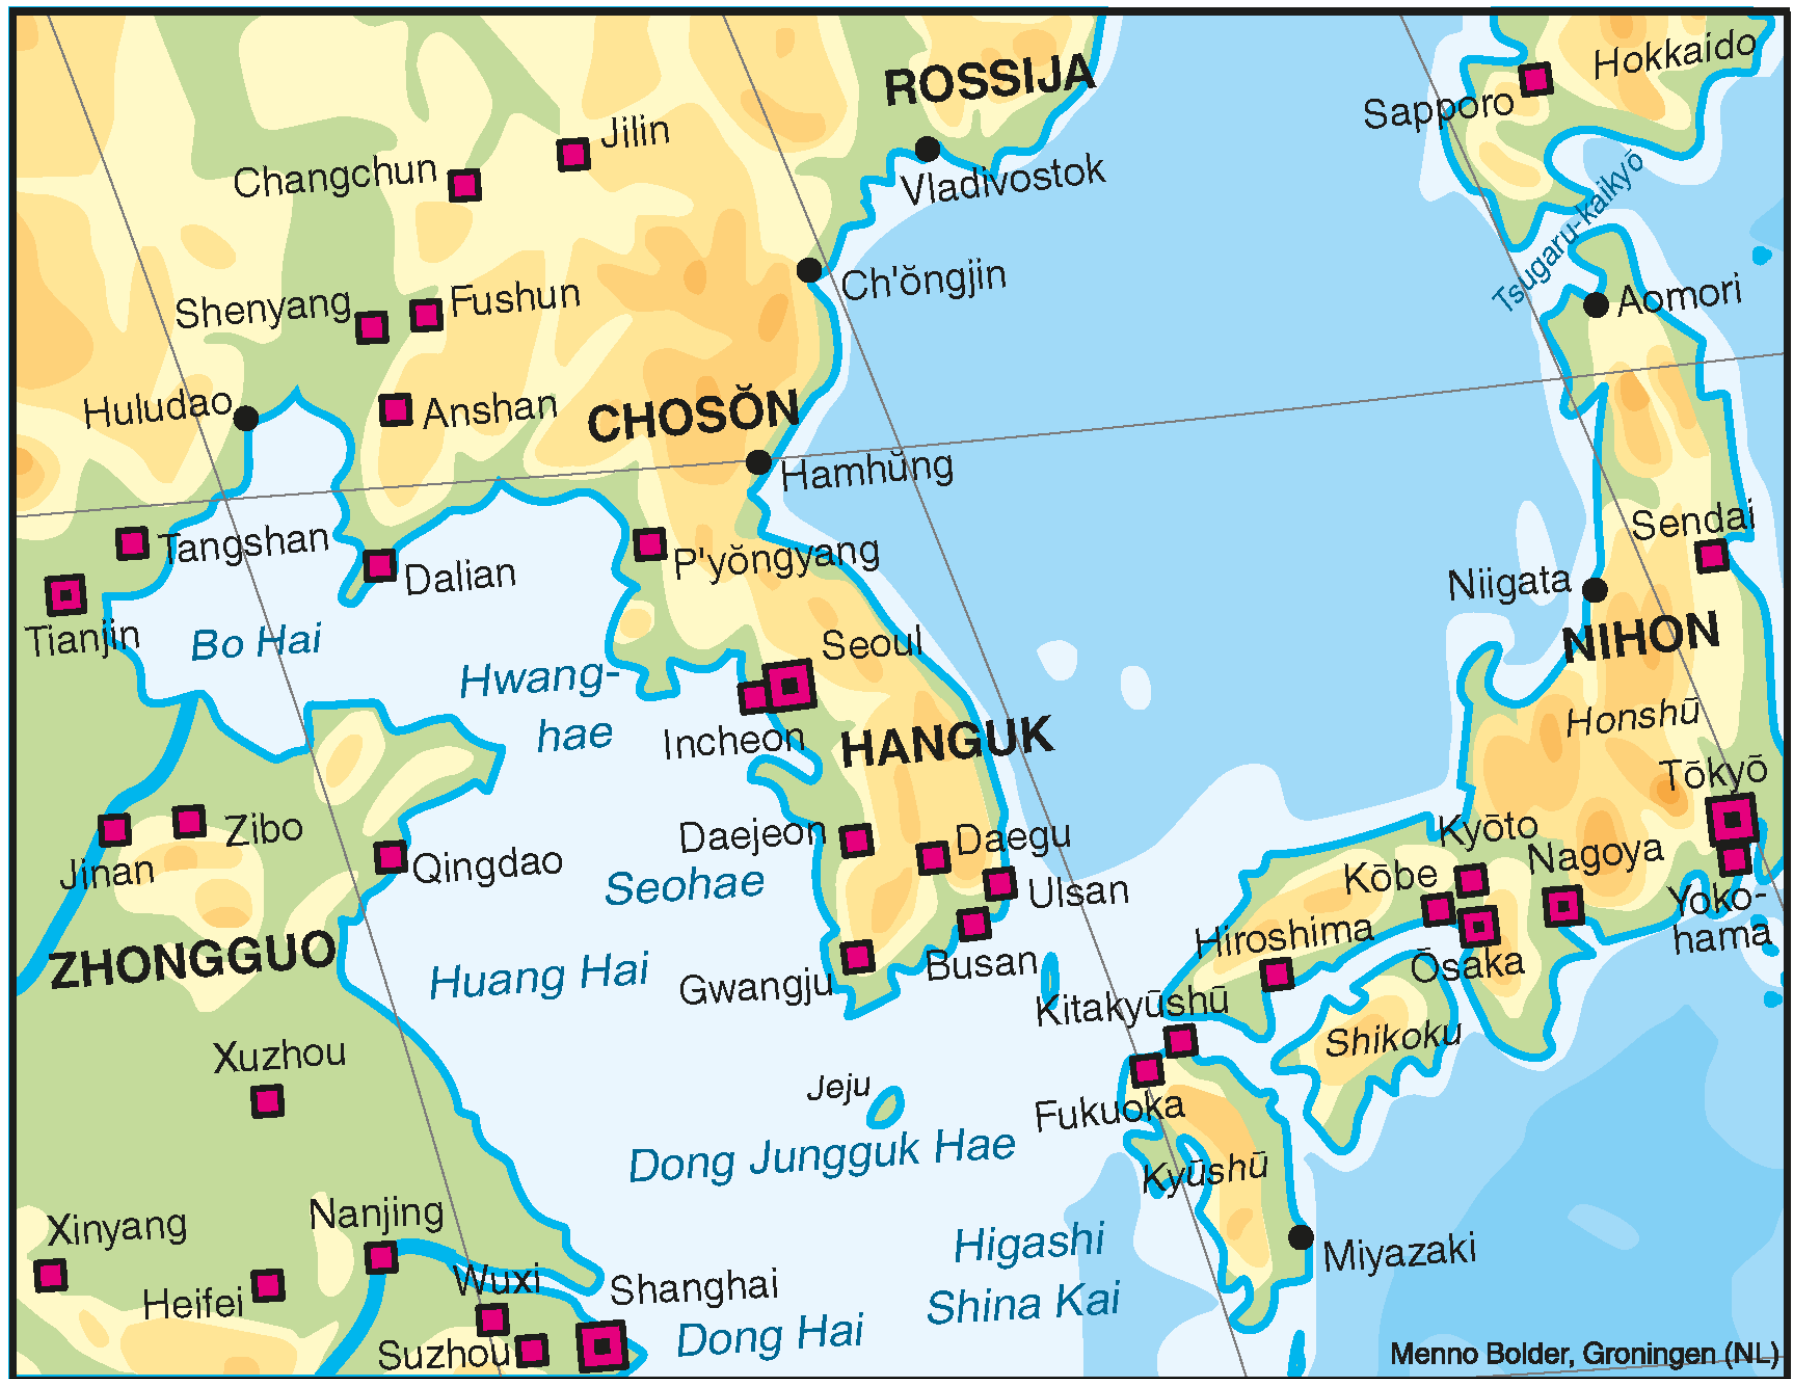 Hokkaido
ROSSIJA
Sapporo
Jilin
Changchun
Vladivostok
Tsugaru-kaikyō
Ch'ŏngjin
Aomori
Shenyang
Fushun
Huludao
Anshan
CHOSŎN
Hamhŭng
Tangshan
Sendai
P'yŏngyang
Dalian
Niigata
Tianjin
Bo Hai
Seoul
NIHON
Hwang-
hae
Honshū
Incheon
HANGUK
Tōkyō
Zibo
Jinan
Daejeon
Daegu
Kyōto
Nagoya
Qingdao
Seohae
Ulsan
Kōbe
Yoko-
hama
Hiroshima
ZHONGGUO
Huang Hai
Gwangju
Busan
Ōsaka
Kitakyūshū
Shikoku
Xuzhou
Jeju
Fukuoka
Dong Jungguk Hae
Kyūshū
Xinyang
Nanjing
Higashi
Shina Kai
Miyazaki
Heifei
Wuxi
Shanghai
Suzhou
Dong Hai
Menno Bolder, Groningen (NL)